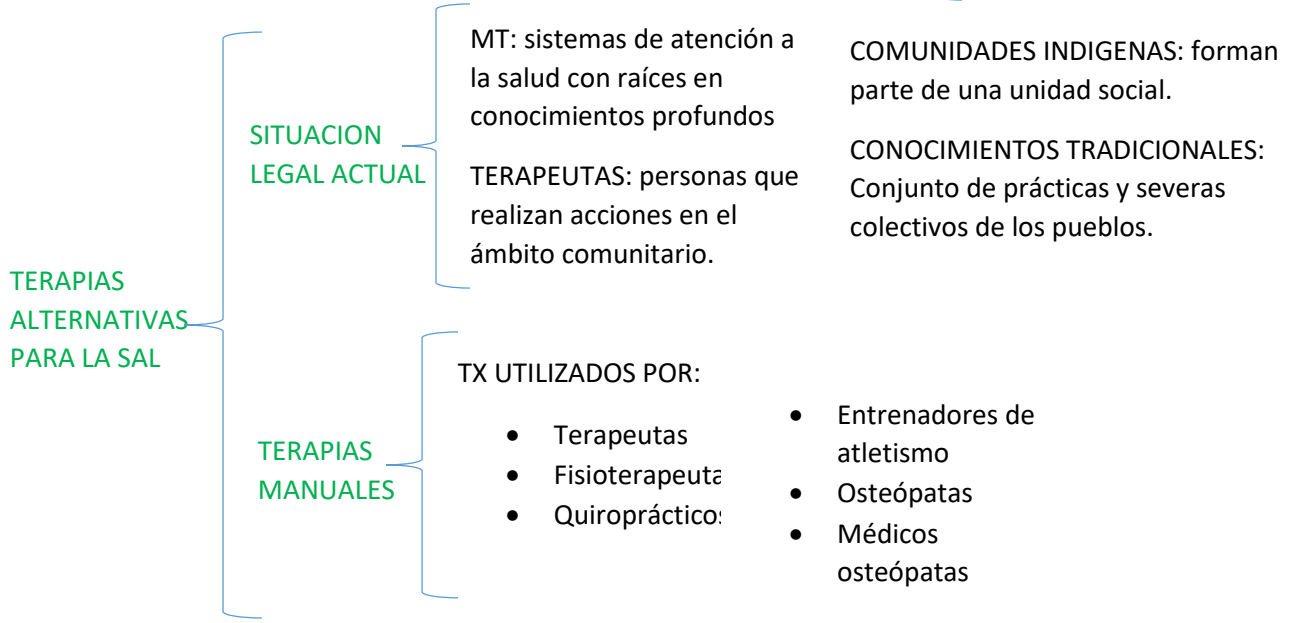 TERAPIAS
ALTERNATIVAS
PARA LA SAL
SITUACION
LEGAL ACTUAL
MT: sistemas de atención a
la salud con raíces en
conocimientos profundos
TERAPEUTAS: personas que
realizan acciones en el
ámbito comunitario.
COMUNIDADES INDIGENAS: forman
parte de una unidad social.
CONOCIMIENTOS TRADICIONALES:
Conjunto de prácticas y severas
colectivos de los pueblos.
TERAPIAS
MANUALES
TX UTILIZADOS POR:
• Terapeutas
• Fisioterapeuta
• Quiroprácticos
• Entrenadores de
atletismo
• Osteópatas
• Médicos
osteópatas